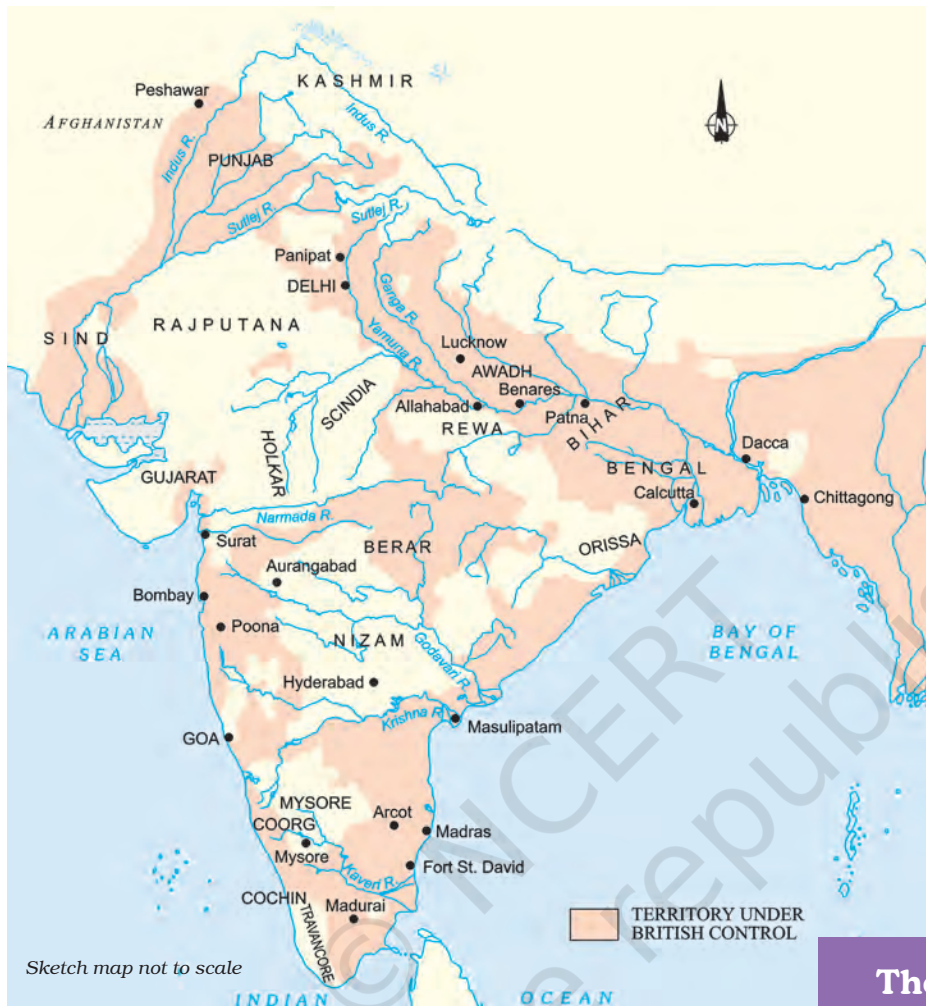 KASHMIR
Peshawar
AFGHANISTAN
Indus R.
Indus R.
PUNJAB
Sutlej R.
Sutlej R.
Panipat
DELHI
Ganga R.
Yamuna R.
RAJPUTANA
SIND
Lucknow
AWADH
Benares
Allahabad
Patna
REWA
BIHAR
SCINDIA
HOLKAR
BENGAL
Dacca
Calcutta
Chittagong
GUJARAT
Narmada R.
Surat
BERAR
ORISSA
Aurangabad
Bombay
Poona
ARABIAN
SEA
NIZAM
Godavari R.
BAY OF
BENGAL
Hyderabad
Krishna R.
Masulipatam
GOA
MYSORE
COORG
Arcot
Madras
Mysore
Fort St. David
Kaveri R.
COCHIN
TRAVANCORE
Madurai
TERRITORY UNDER
BRITISH CONTROL
Sketch map not to scale
INDIAN OCEAN
N
© NCERT
e republi
The